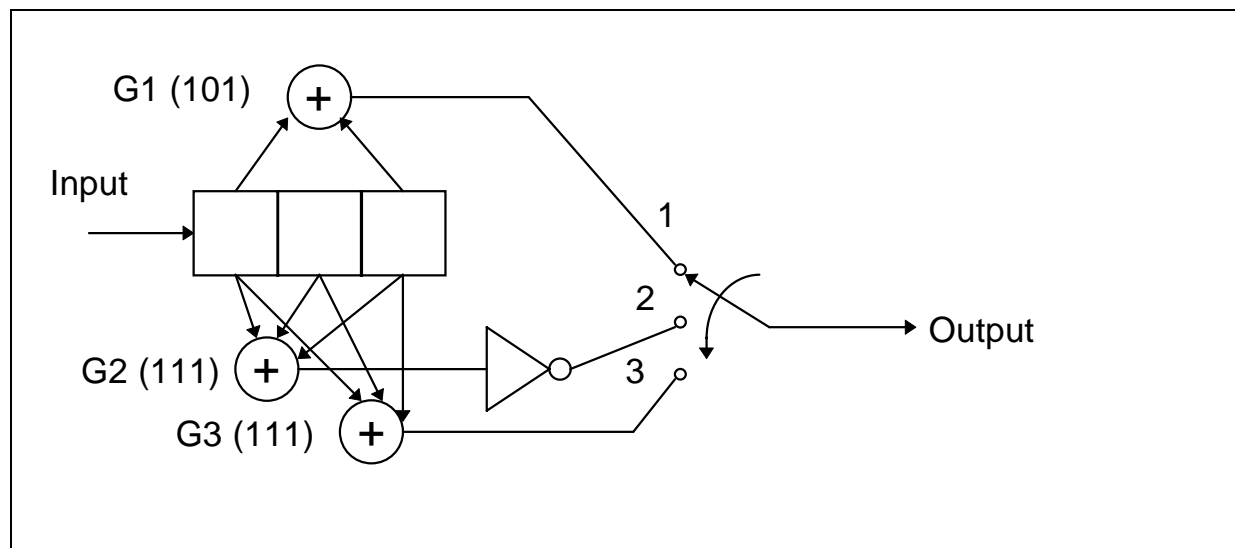 G1 (101)
+
Input
1
2
3
Output
G2 (111)
+
G3 (111)
+